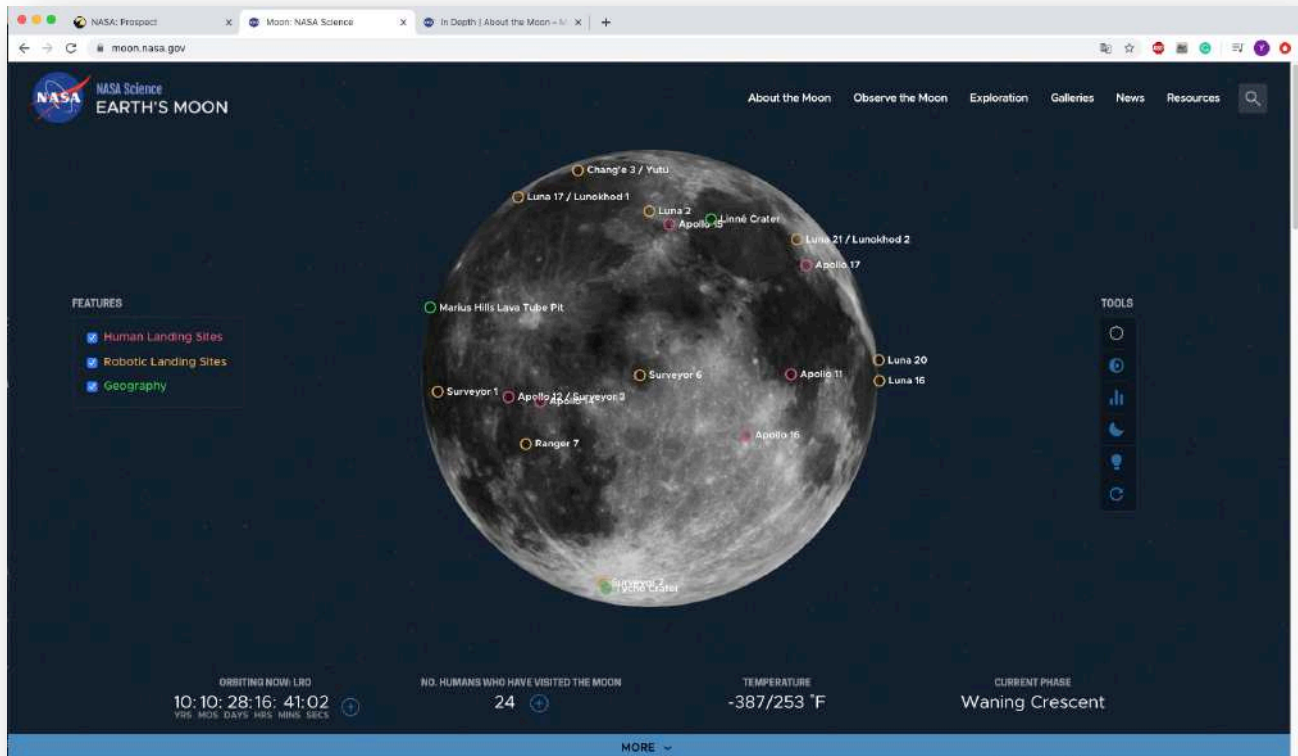 NASA: Prospect
Moon: NASA Science
In Depth | About the Moon – M
moon.nasa.gov
NASA
NASA Science
EARTH'S MOON
About the Moon
Observe the Moon
Exploration
Galleries
News
Resources
Chang'e 3 / Yutu
Luna 17 / Lunokhod 1
Luna 2
Linné Crater
Apollo 15
Luna 21 / Lunokhod 2
Apollo 17
FEATURES
Human Landing Sites
Robotic Landing Sites
Geography
Marius Hills Lava Tube Pit
TOOLS
Luna 20
Surveyor 6
Apollo 11
Luna 16
Surveyor 1
Apollo 12 / Surveyor 3
Apollo 14
Apollo 16
Ranger 7
Surveyor 7
Tycho Crater
ORBITING NOW: LRO
10: 10: 28: 16: 41: 02
YRS MOS DAYS HRS MINS SECS
NO. HUMANS WHO HAVE VISITED THE MOON
24
TEMPERATURE
-387/253 °F
CURRENT PHASE
Waning Crescent
MORE